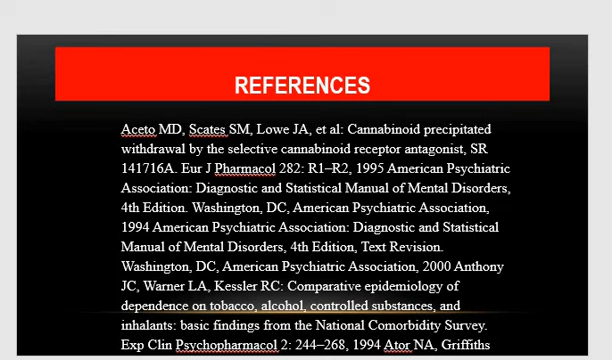 REFERENCES
Aceto MD, Scates SM, Lowe JA, et al: Cannabinoid precipitated
withdrawal by the selective cannabinoid receptor antagonist, SR
141716A. Eur J Pharmacol 282: R1–R2, 1995 American Psychiatric
Association: Diagnostic and Statistical Manual of Mental Disorders,
4th Edition. Washington, DC, American Psychiatric Association,
1994 American Psychiatric Association: Diagnostic and Statistical
Manual of Mental Disorders, 4th Edition, Text Revision.
Washington, DC, American Psychiatric Association, 2000 Anthony
JC, Warner LA, Kessler RC: Comparative epidemiology of
dependence on tobacco, alcohol, controlled substances, and
inhalants: basic findings from the National Comorbidity Survey.
Exp Clin Psychopharmacol 2: 244–268, 1994 Ator NA, Griffiths